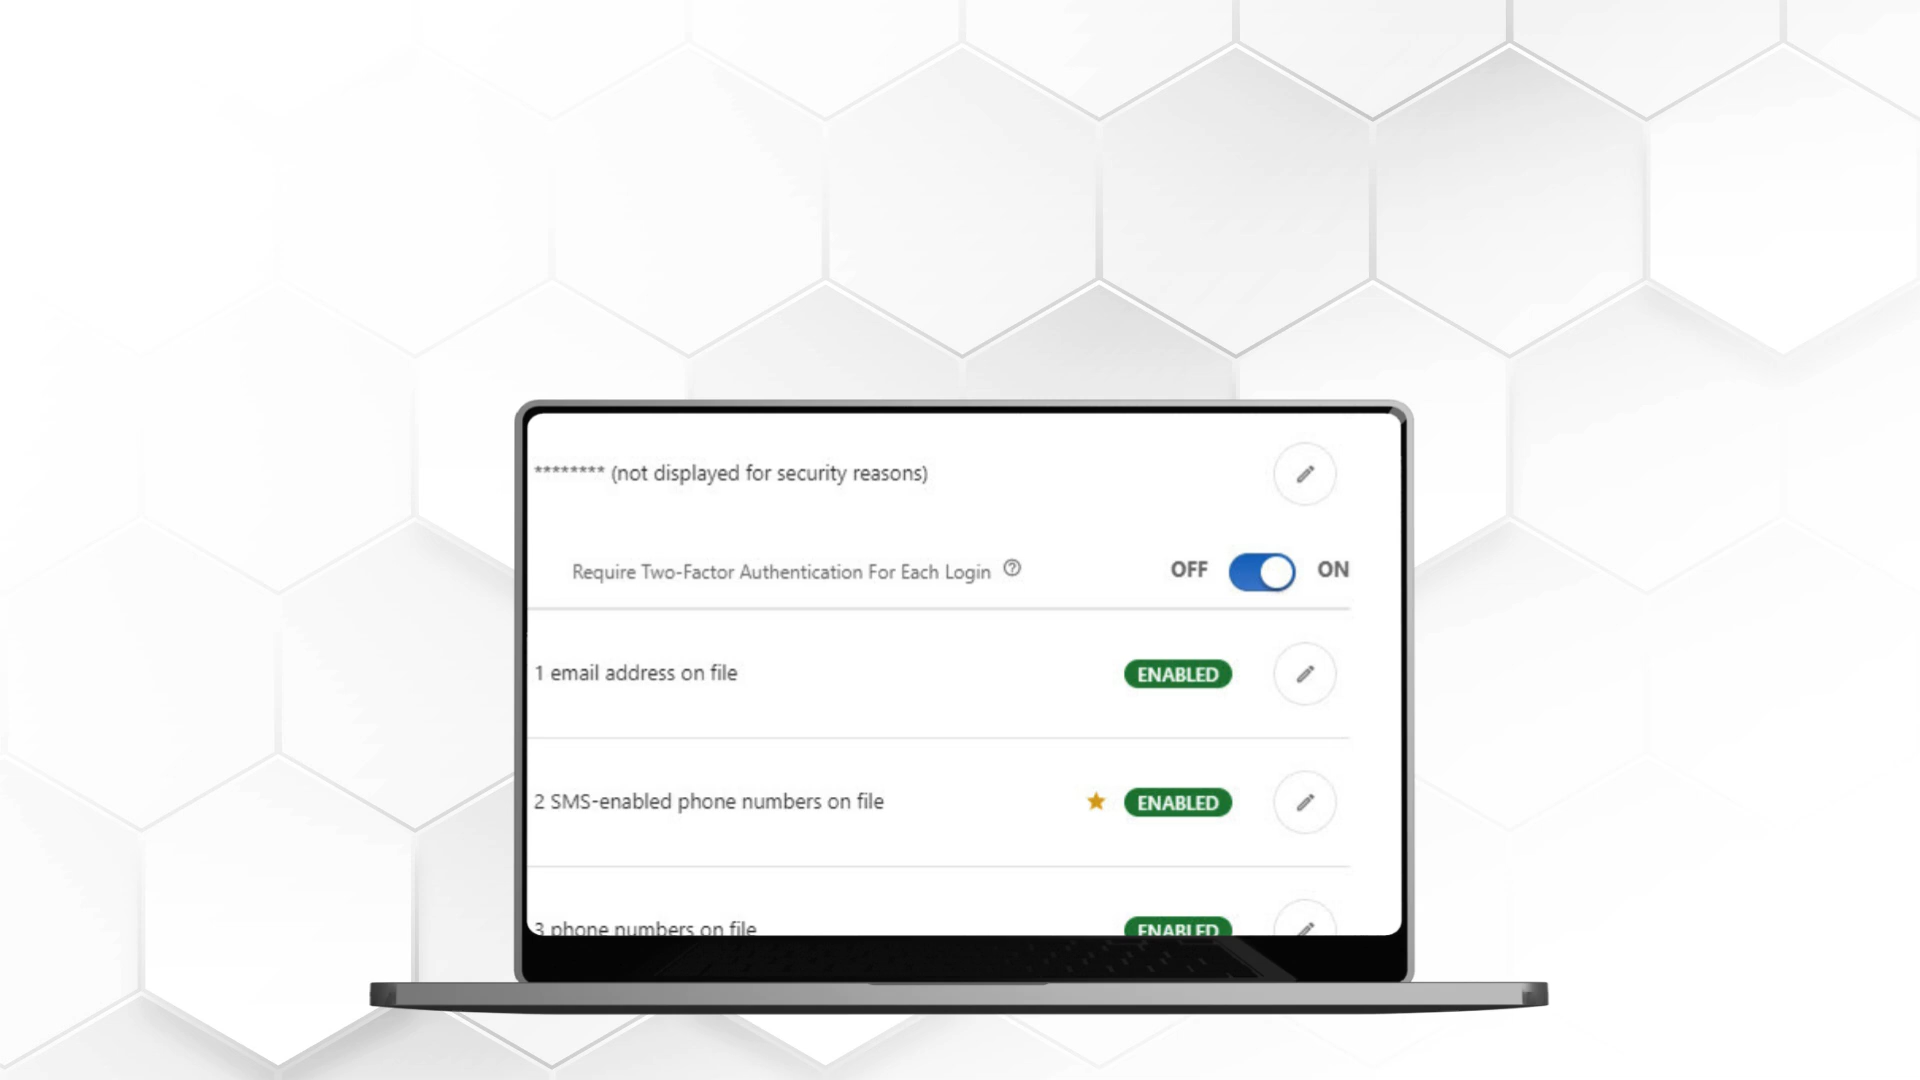 ******** (not displayed for security reasons)
Require Two-Factor Authentication For Each Login ? OFF ON
1 email address on file ENABLED
2 SMS-enabled phone numbers on file ENABLED
3 phone numbers on file ENABLED